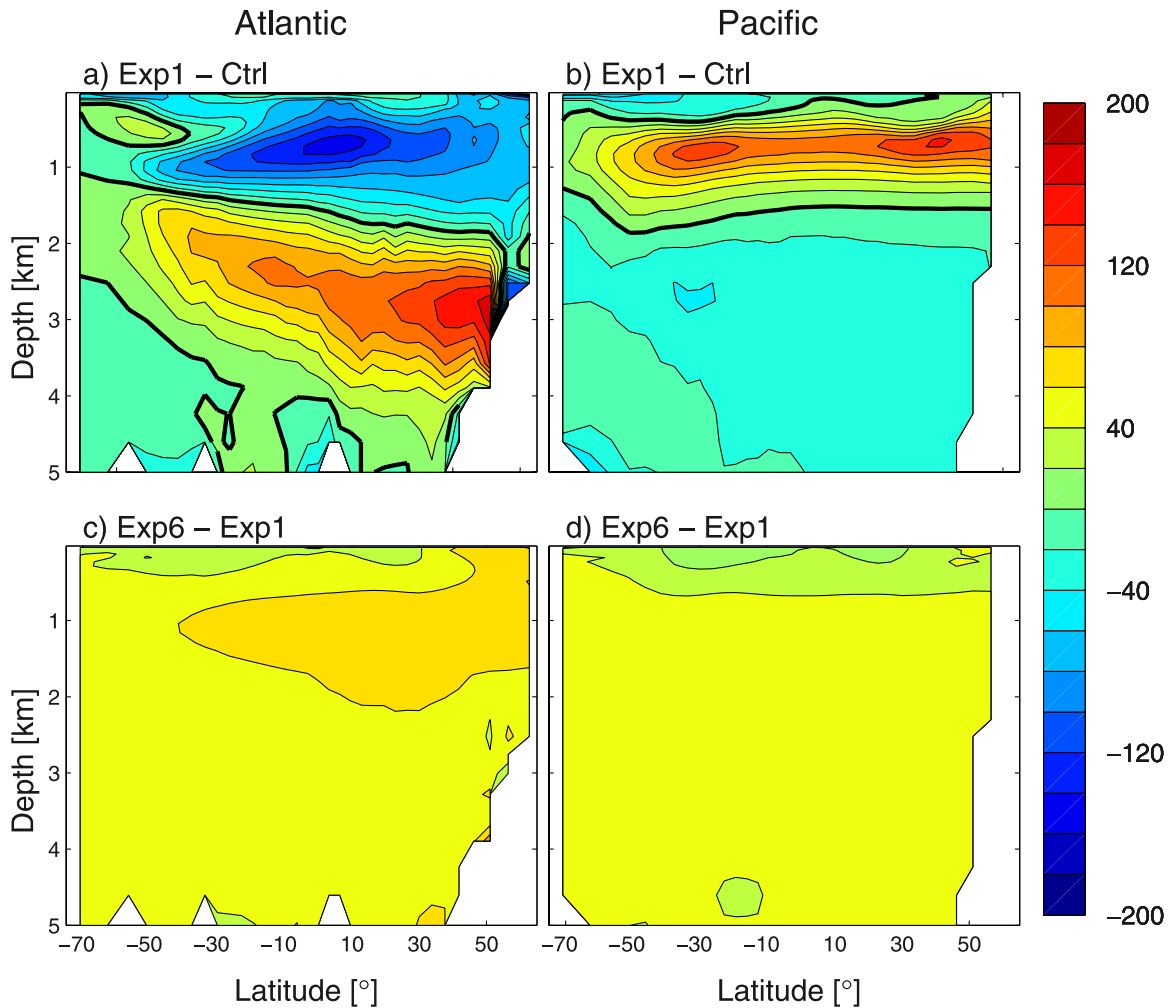 Atlantic Pacific
a) Exp1 – Ctrl b) Exp1 – Ctrl
200
120
40
−40
−120
−200
Depth [km]
1
2
3
4
5
c) Exp6 – Exp1 d) Exp6 – Exp1
Depth [km]
1
2
3
4
5
−70 −50 −30 −10 10 30 50 −70 −50 −30 −10 10 30 50
Latitude [°] Latitude [°]